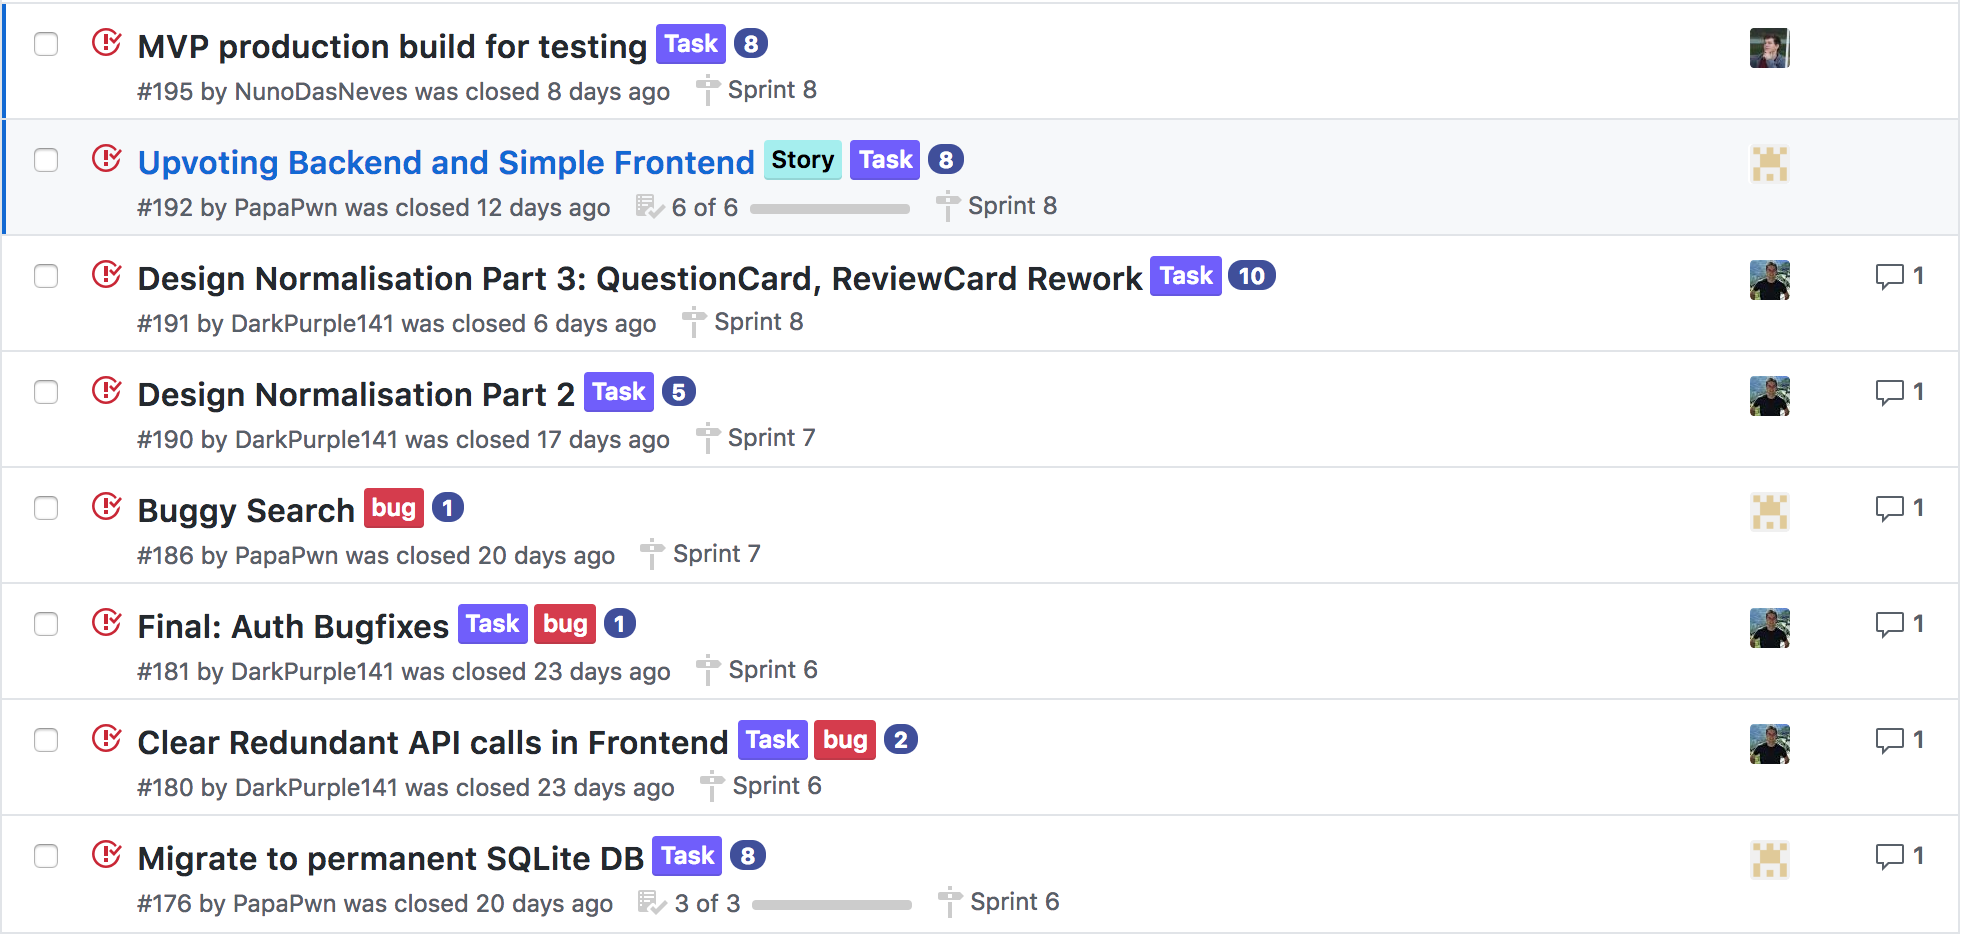 MVP production build for testing Task 8
#195 by NunoDasNeves was closed 8 days ago Sprint 8
Upvoting Backend and Simple Frontend Story Task 8
#192 by PapaPwn was closed 12 days ago 6 of 6 Sprint 8
Design Normalisation Part 3: QuestionCard, ReviewCard Rework Task 10 1
#191 by DarkPurple141 was closed 6 days ago Sprint 8
Design Normalisation Part 2 Task 5 1
#190 by DarkPurple141 was closed 17 days ago Sprint 7
Buggy Search bug 1 1
#186 by PapaPwn was closed 20 days ago Sprint 7
Final: Auth Bugfixes Task bug 1 1
#181 by DarkPurple141 was closed 23 days ago Sprint 6
Clear Redundant API calls in Frontend Task bug 2 1
#180 by DarkPurple141 was closed 23 days ago Sprint 6
Migrate to permanent SQLite DB Task 8 1
#176 by PapaPwn was closed 20 days ago 3 of 3 Sprint 6